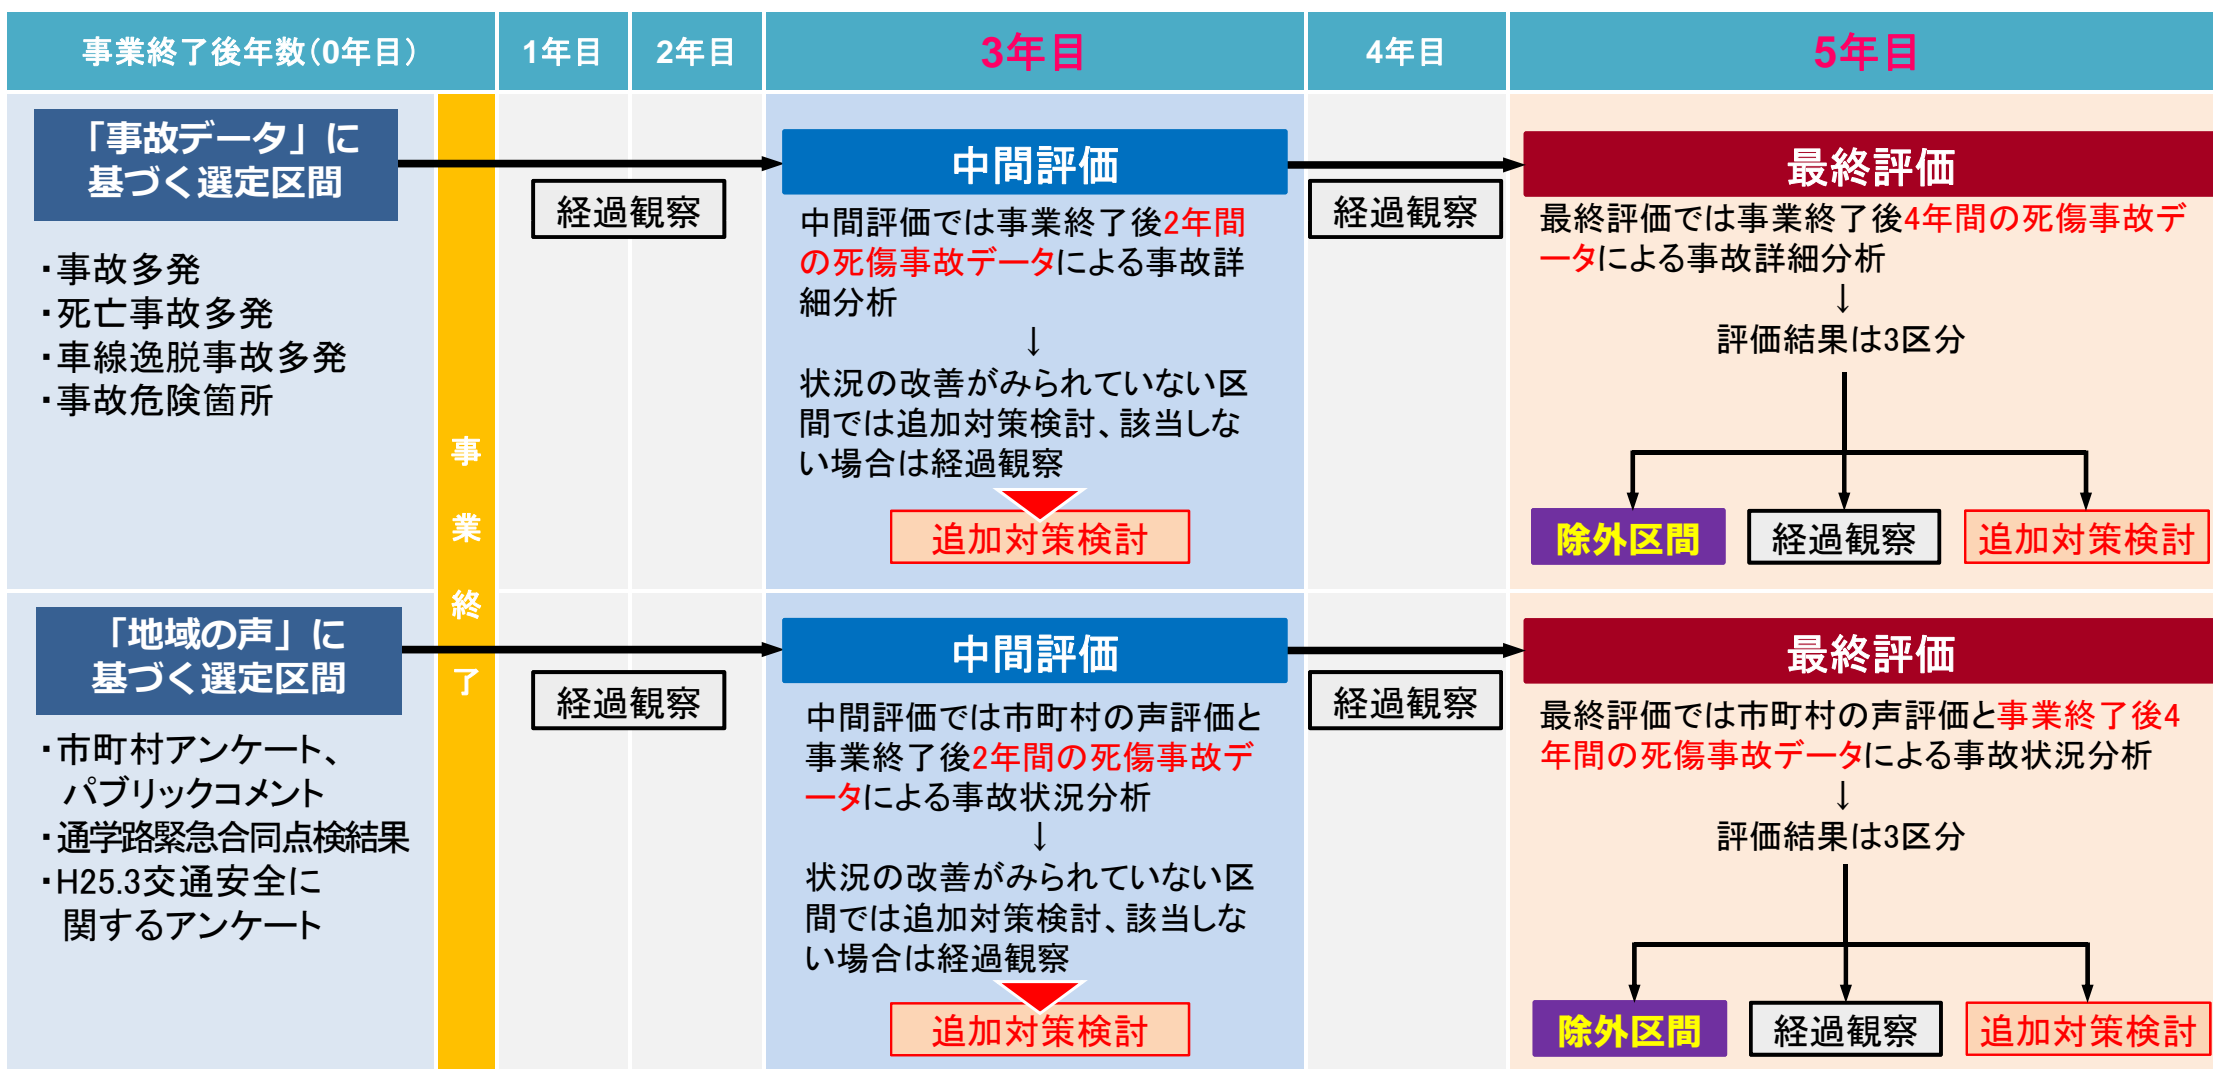 事業終了後年数（0年目）
1年目
2年目
3年目
4年目
5年目
「事故データ」に
基づく選定区間
・事故多発
・死亡事故多発
・車線逸脱事故多発
・事故危険箇所
事業終了
経過観察
中間評価
中間評価では事業終了後2年間
の死傷事故データによる事故詳
細分析
↓
状況の改善がみられていない区
間では追加対策検討、該当しな
い場合は経過観察
追加対策検討
経過観察
最終評価
最終評価では事業終了後4年間の死傷事故デ
ータによる事故詳細分析
↓
評価結果は3区分
除外区間
経過観察
追加対策検討
「地域の声」に
基づく選定区間
・市町村アンケート、
パブリックコメント
・通学路緊急合同点検結果
・H25.3交通安全に
関するアンケート
経過観察
中間評価
中間評価では市町村の声評価と
事業終了後2年間の死傷事故デ
ータによる事故状況分析
↓
状況の改善がみられていない区
間では追加対策検討、該当しな
い場合は経過観察
追加対策検討
経過観察
最終評価
最終評価では市町村の声評価と事業終了後4
年間の死傷事故データによる事故状況分析
↓
評価結果は3区分
除外区間
経過観察
追加対策検討